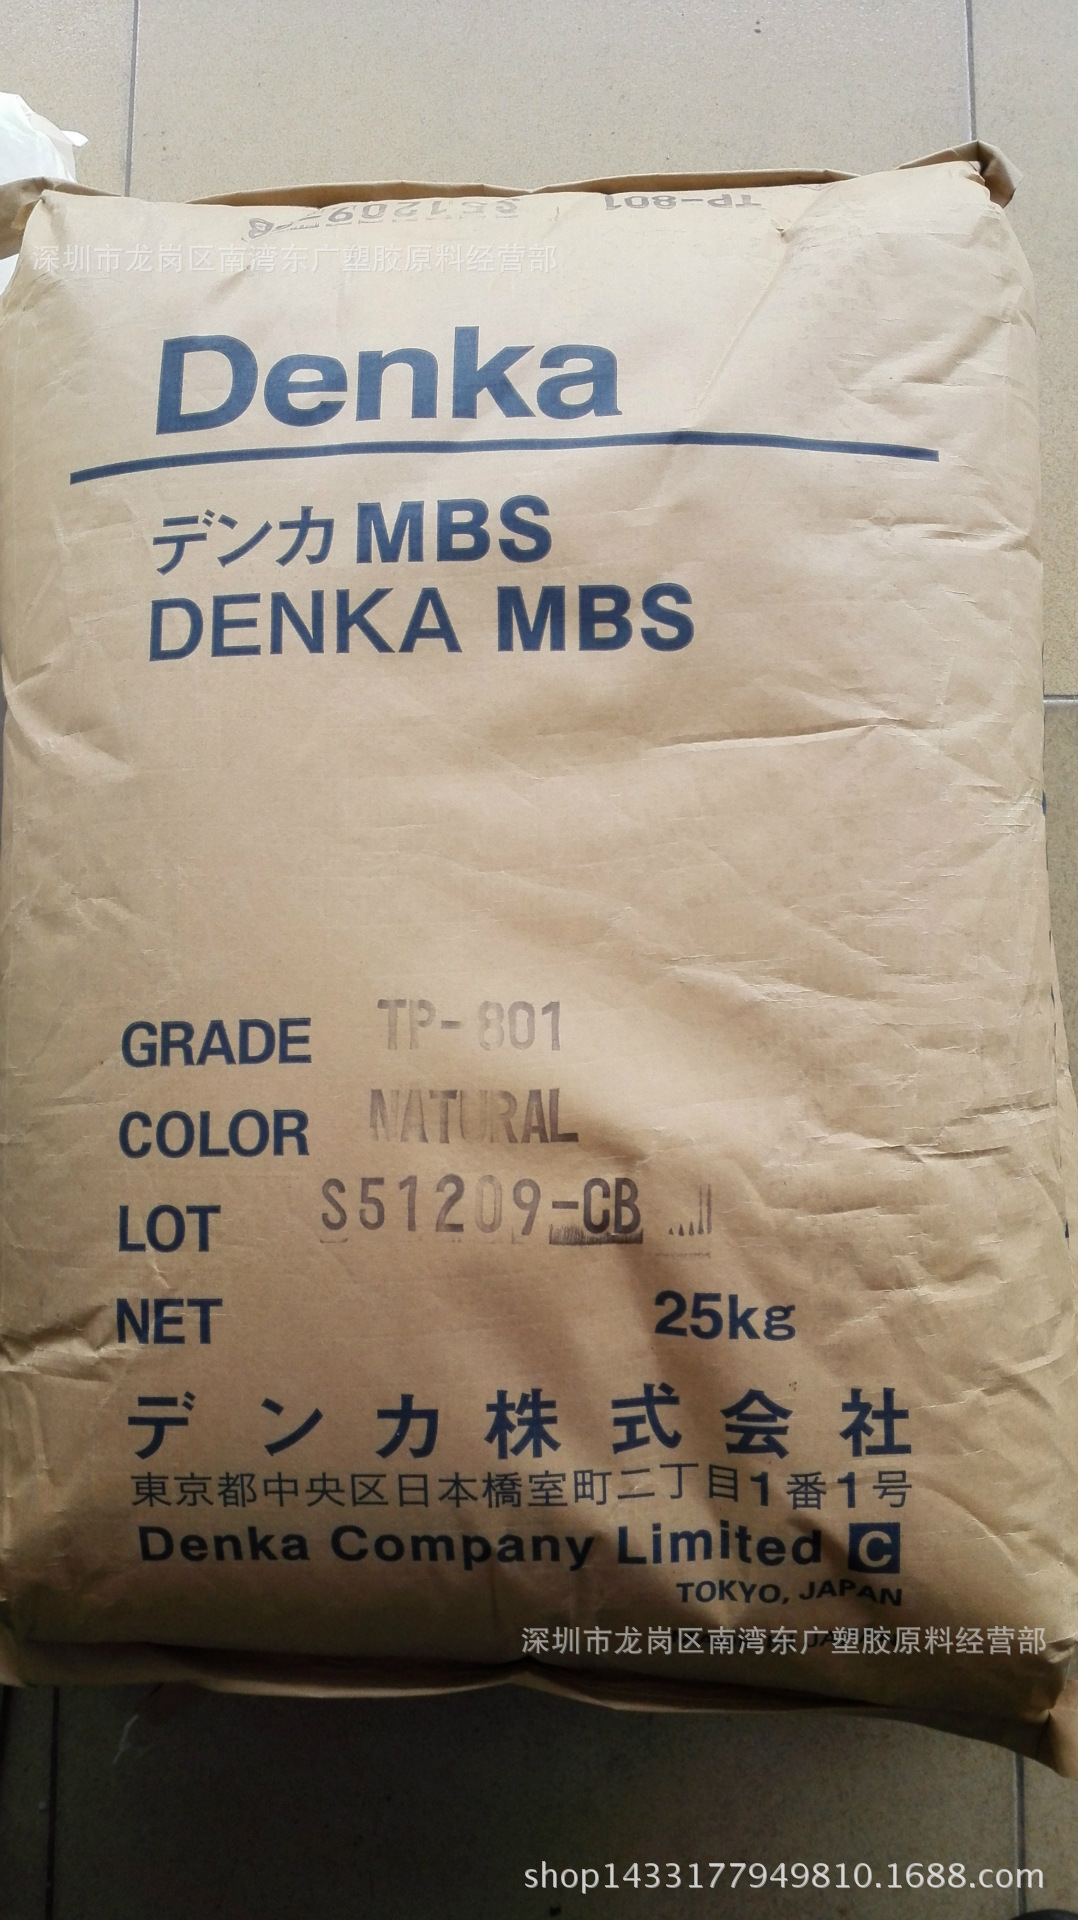 TP-801 S51209-CB
深圳市龙岗区南湾东广塑胶原料经营部
Denka
デンカ MBS
DENKA MBS
GRADE TP-801
COLOR NATURAL
LOT S51209-CB
NET 25kg
デンカ株式会社
東京都中央区日本橋室町二丁目1番1号
Denka Company Limited C
TOKYO, JAPAN
深圳市龙岗区南湾东广塑胶原料经营部
shop1433177949810.1688.com